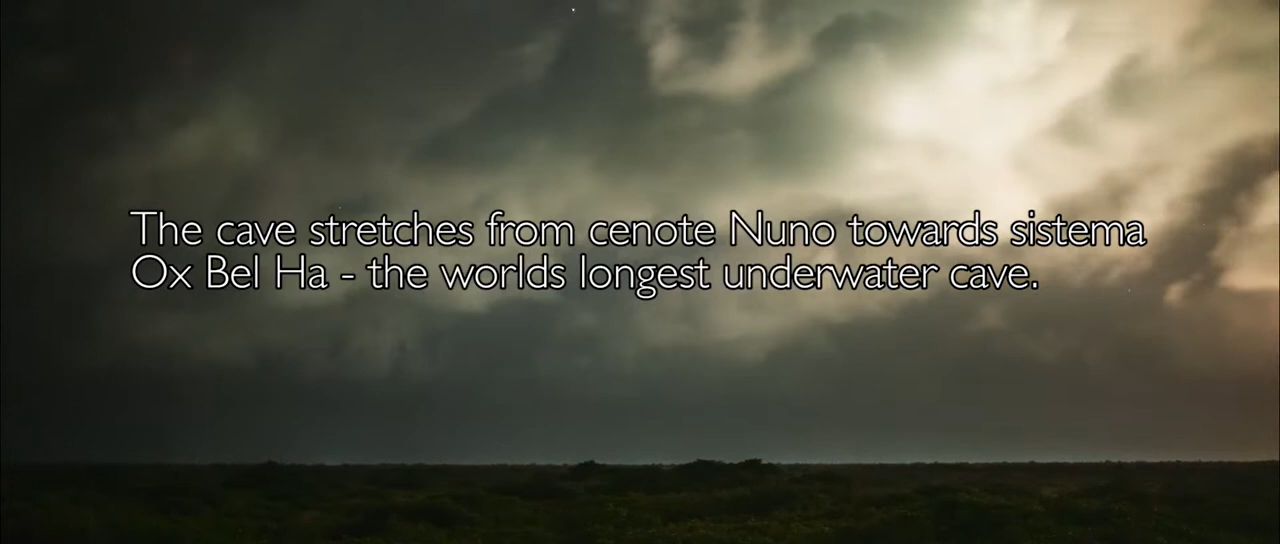 The cave stretches from cenote Nuno towards sistema
Ox Bel Ha - the worlds longest underwater cave.